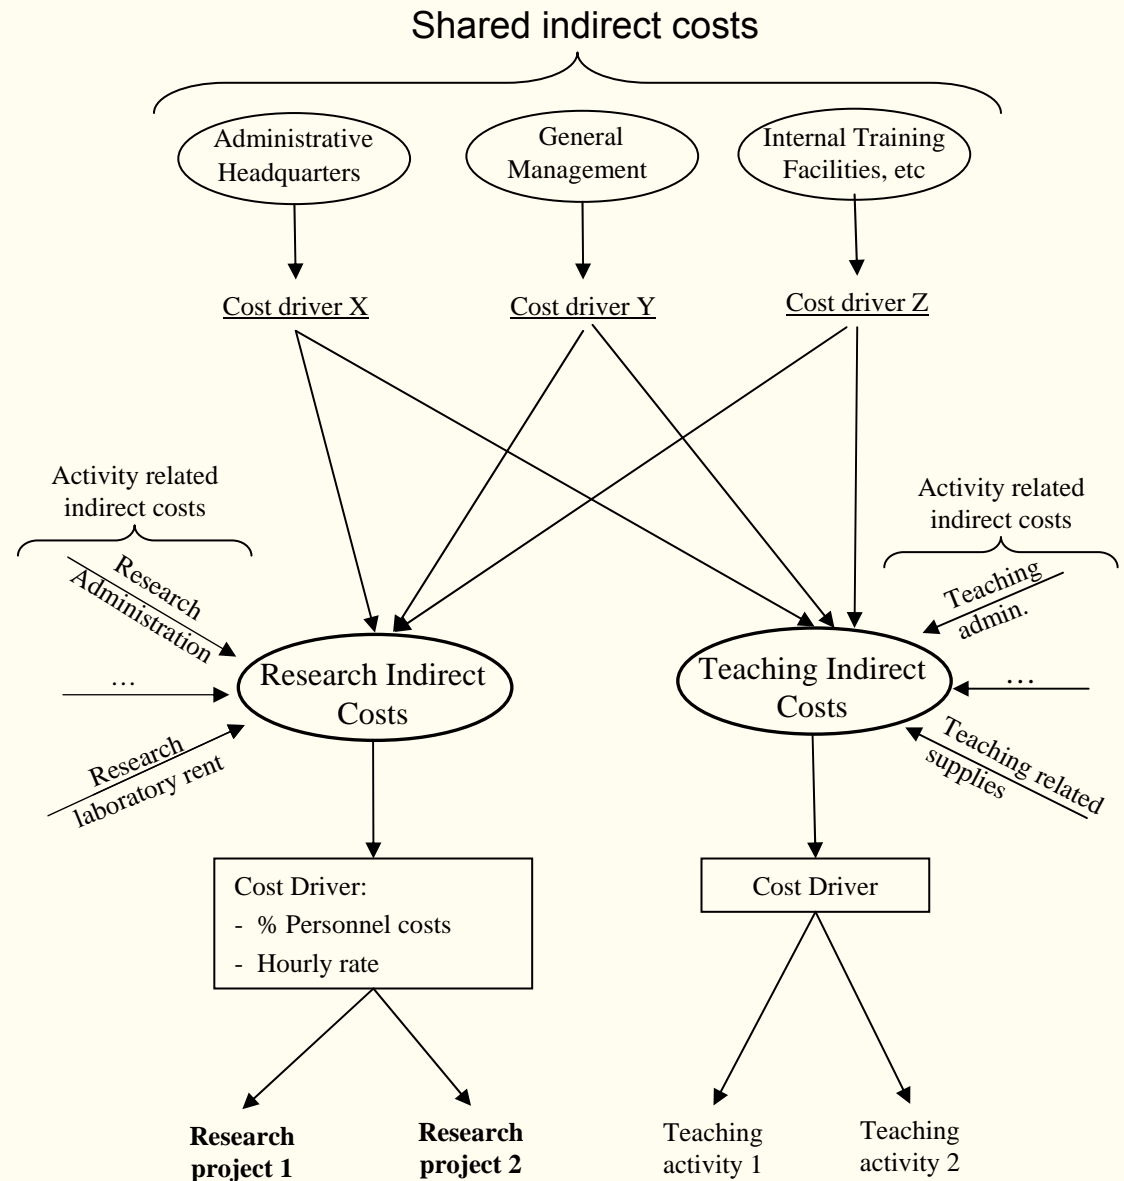 Shared indirect costs
Administrative
Headquarters
General
Management
Internal Training
Facilities, etc
Cost driver X
Cost driver Y
Cost driver Z
Activity related
indirect costs
Activity related
indirect costs
Research
Administration
…
Research
laboratory rent
Research Indirect
Costs
Teaching Indirect
Costs
Teaching
admin.
…
Teaching related
supplies
Cost Driver:
- % Personnel costs
- Hourly rate
Cost Driver
Research
project 1
Research
project 2
Teaching
activity 1
Teaching
activity 2